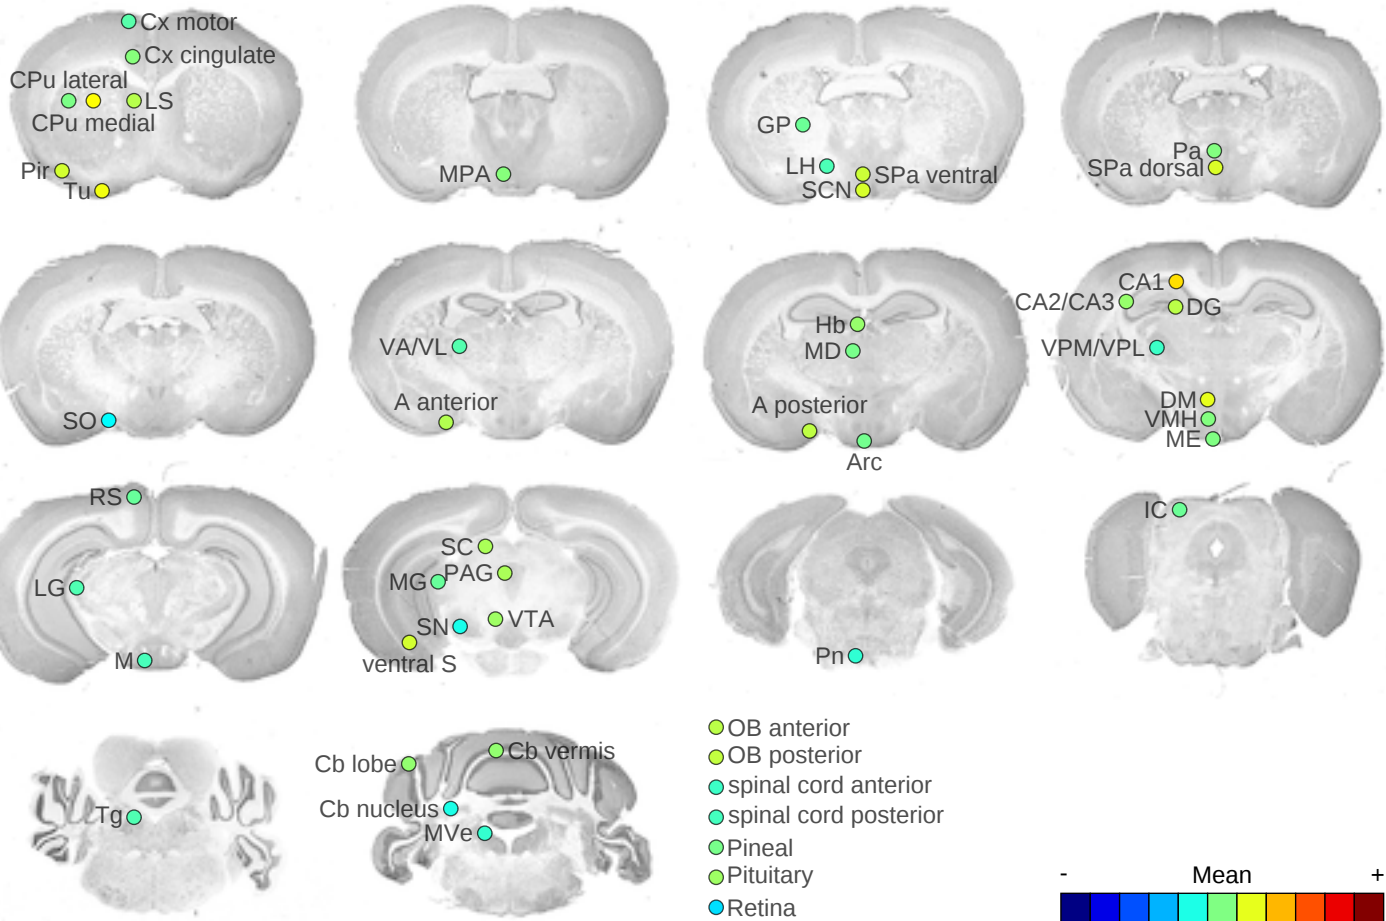 Cx motor
Cx cingulate
CPu lateral
LS
CPu medial
Pir
Tu
MPA
GP
LH
SPa ventral
SCN
Pa
SPa dorsal
SO
VA/VL
A anterior
Hb
MD
A posterior
Arc
CA1
CA2/CA3
DG
VPM/VPL
DM
VMH
ME
RS
LG
M
SC
MG
PAG
SN
VTA
ventral S
Pn
IC
Tg
Cb lobe
Cb vermis
Cb nucleus
MVe
OB anterior
OB posterior
spinal cord anterior
spinal cord posterior
Pineal
Pituitary
Retina
- Mean +